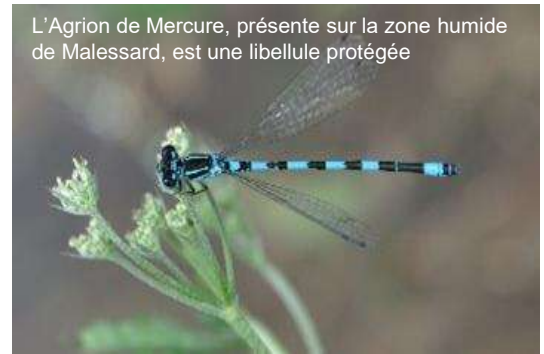 L'Agrion de Mercure, présente sur la zone humide
de Malessard, est une libellule protégée